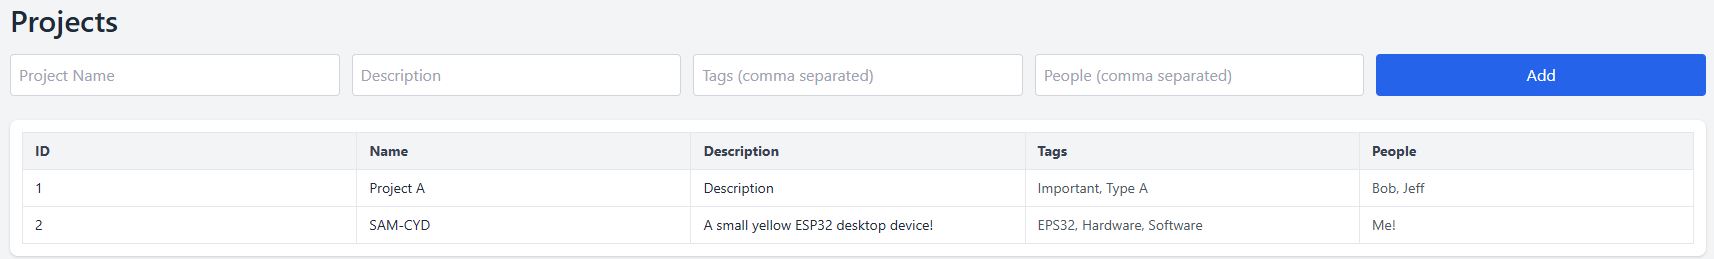 Projects
Project Name Description Tags (comma separated) People (comma separated) Add
ID Name Description Tags People
1 Project A Description Important, Type A Bob, Jeff
2 SAM-CYD A small yellow ESP32 desktop device! EPS32, Hardware, Software Me!